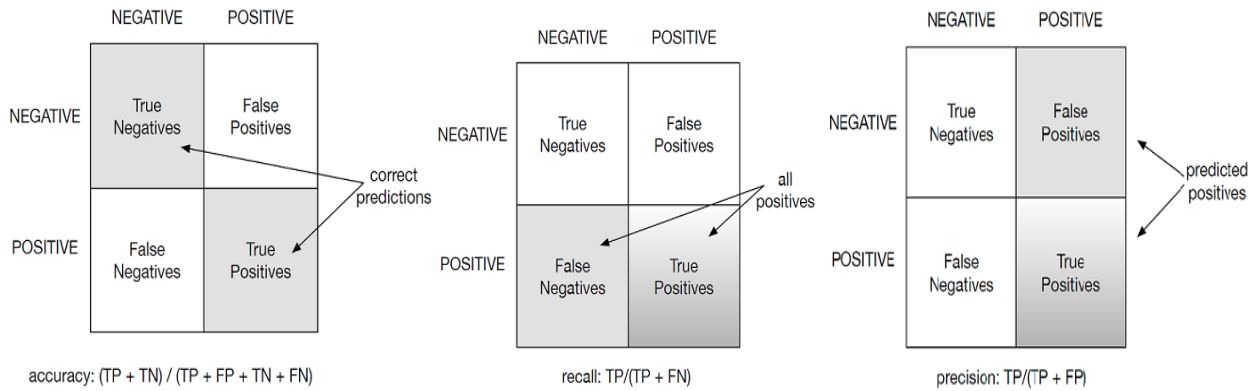 NEGATIVE POSITIVE
NEGATIVE
True
Negatives
False
Positives
POSITIVE
False
Negatives
True
Positives
correct
predictions
accuracy: (TP + TN) / (TP + FP + TN + FN)
NEGATIVE POSITIVE
NEGATIVE
True
Negatives
False
Positives
POSITIVE
False
Negatives
True
Positives
all
positives
recall: TP/(TP + FN)
NEGATIVE POSITIVE
NEGATIVE
True
Negatives
False
Positives
POSITIVE
False
Negatives
True
Positives
predicted
positives
precision: TP/(TP + FP)